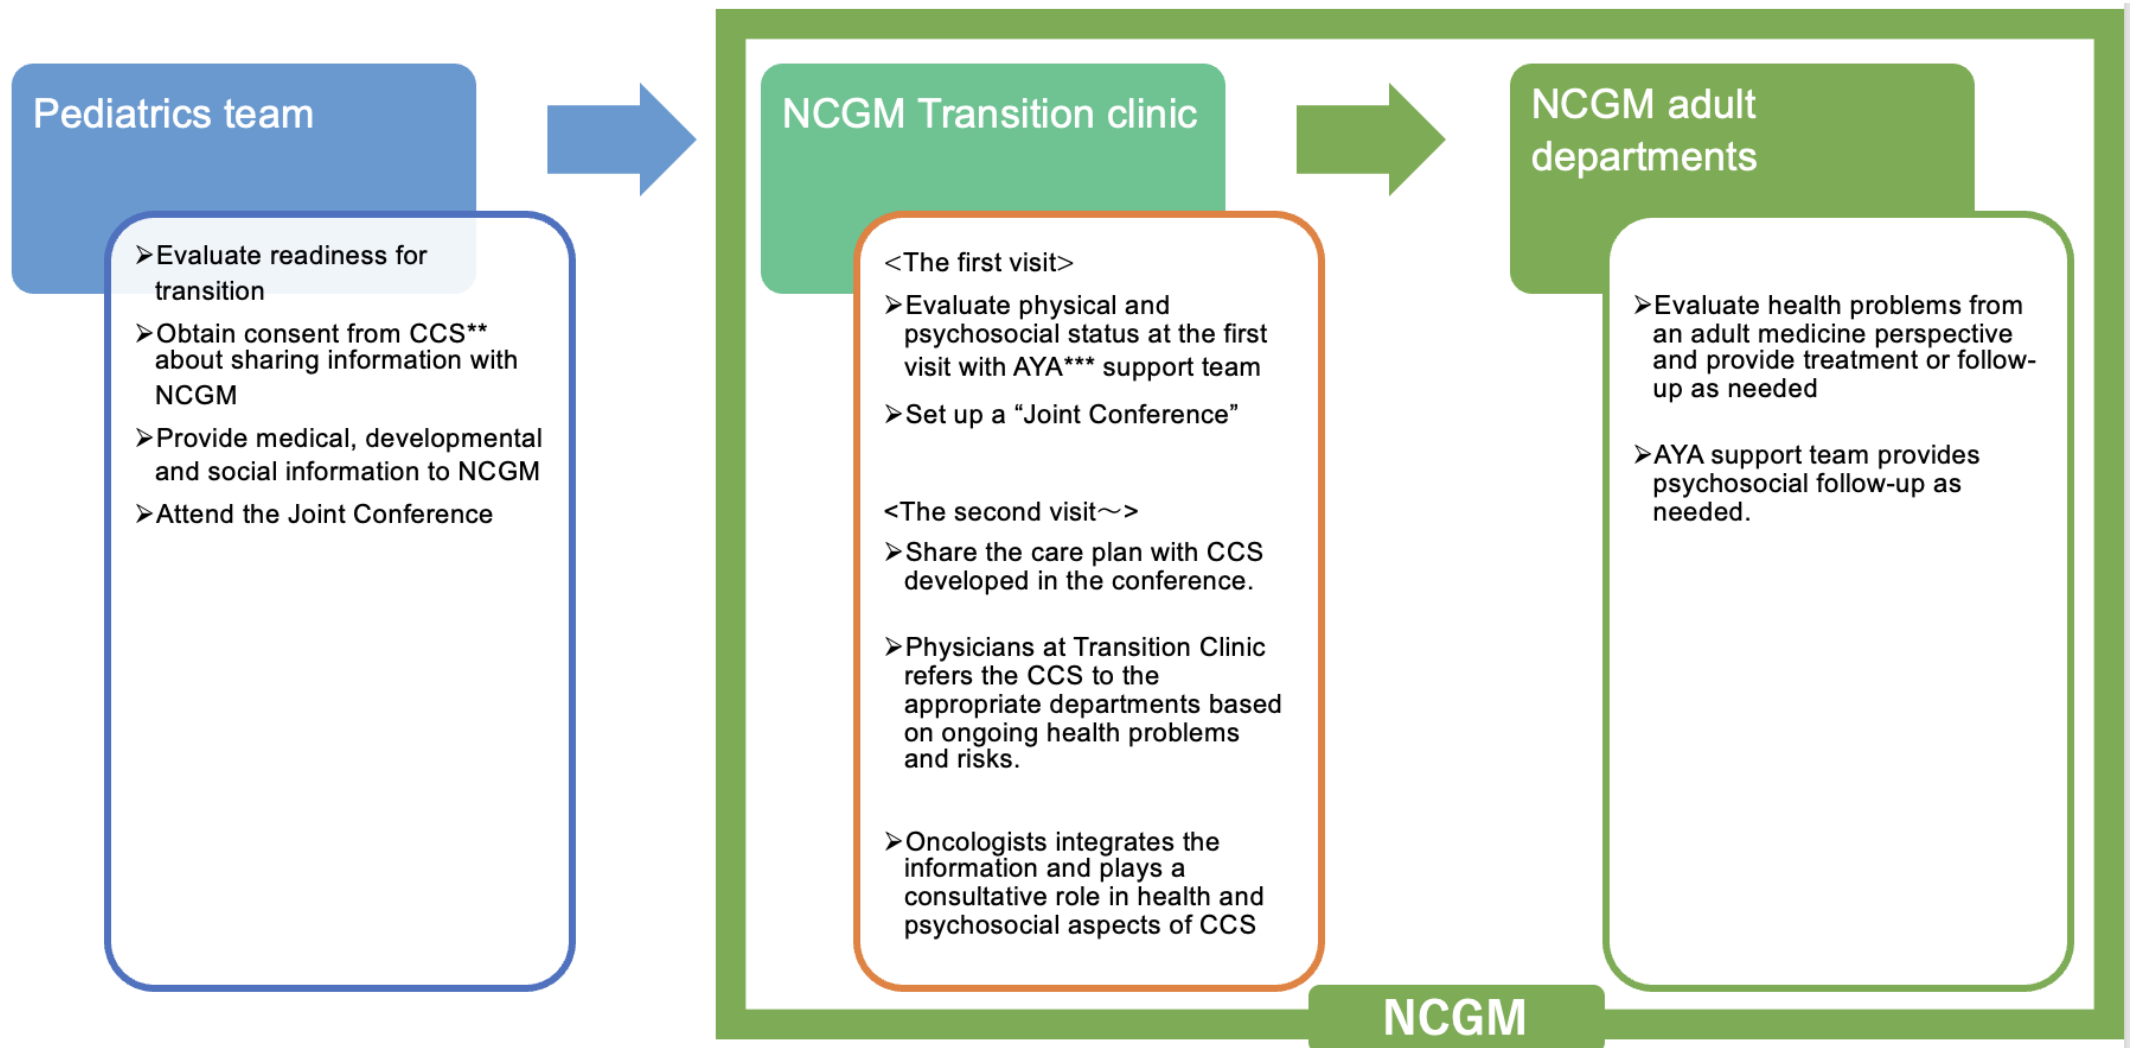 Pediatrics team
➢Evaluate readiness for
transition
➢Obtain consent from CCS**
about sharing information with
NCGM
➢Provide medical, developmental
and social information to NCGM
➢Attend the Joint Conference
NCGM Transition clinic
<The first visit>
➢Evaluate physical and
psychosocial status at the first
visit with AYA*** support team
➢Set up a “Joint Conference”
<The second visit～>
➢Share the care plan with CCS
developed in the conference.
➢Physicians at Transition Clinic
refers the CCS to the
appropriate departments based
on ongoing health problems
and risks.
➢Oncologists integrates the
information and plays a
consultative role in health and
psychosocial aspects of CCS
NCGM adult
departments
➢Evaluate health problems from
an adult medicine perspective
and provide treatment or follow-
up as needed
➢AYA support team provides
psychosocial follow-up as
needed.
NCGM